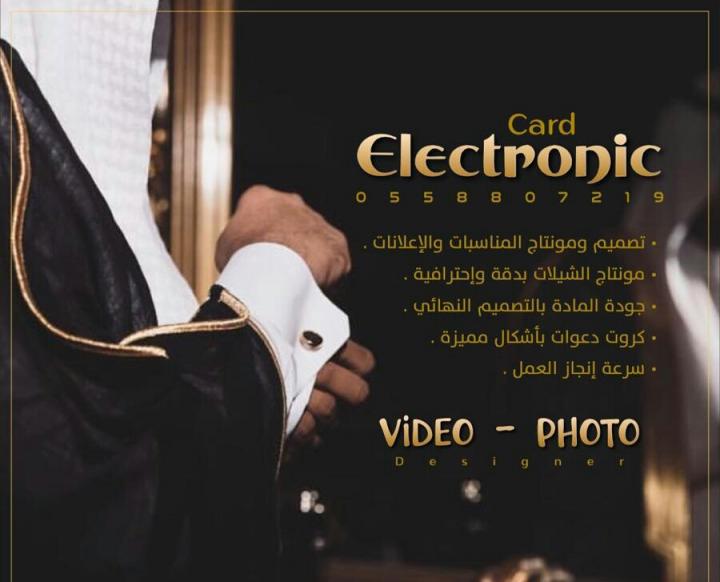 Card
Electronic
0558807219
• تصميم ومونتاج المناسبات والإعلانات .
• مونتاج الشيلات بدقة وإحترافية .
• جودة المادة بالتصميم النهائي .
• كروت دعوات بأشكال مميزة .
• سرعة إنجاز العمل .
ViDEO - PHOTO
Designer